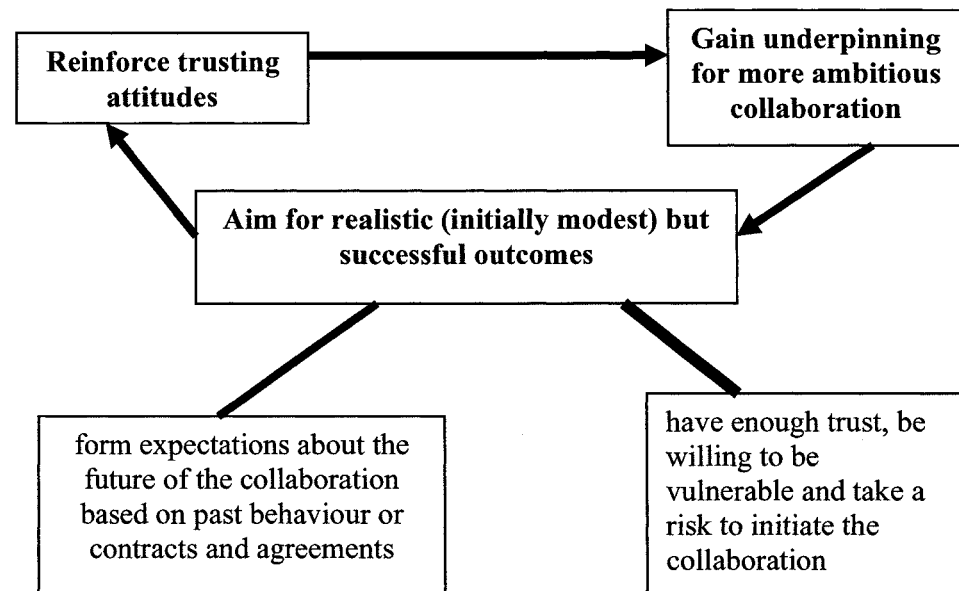 Reinforce trusting
attitudes
Gain underpinning
for more ambitious
collaboration
Aim for realistic (initially modest) but
successful outcomes
form expectations about the
future of the collaboration
based on past behaviour or
contracts and agreements
have enough trust, be
willing to be
vulnerable and take a
risk to initiate the
collaboration